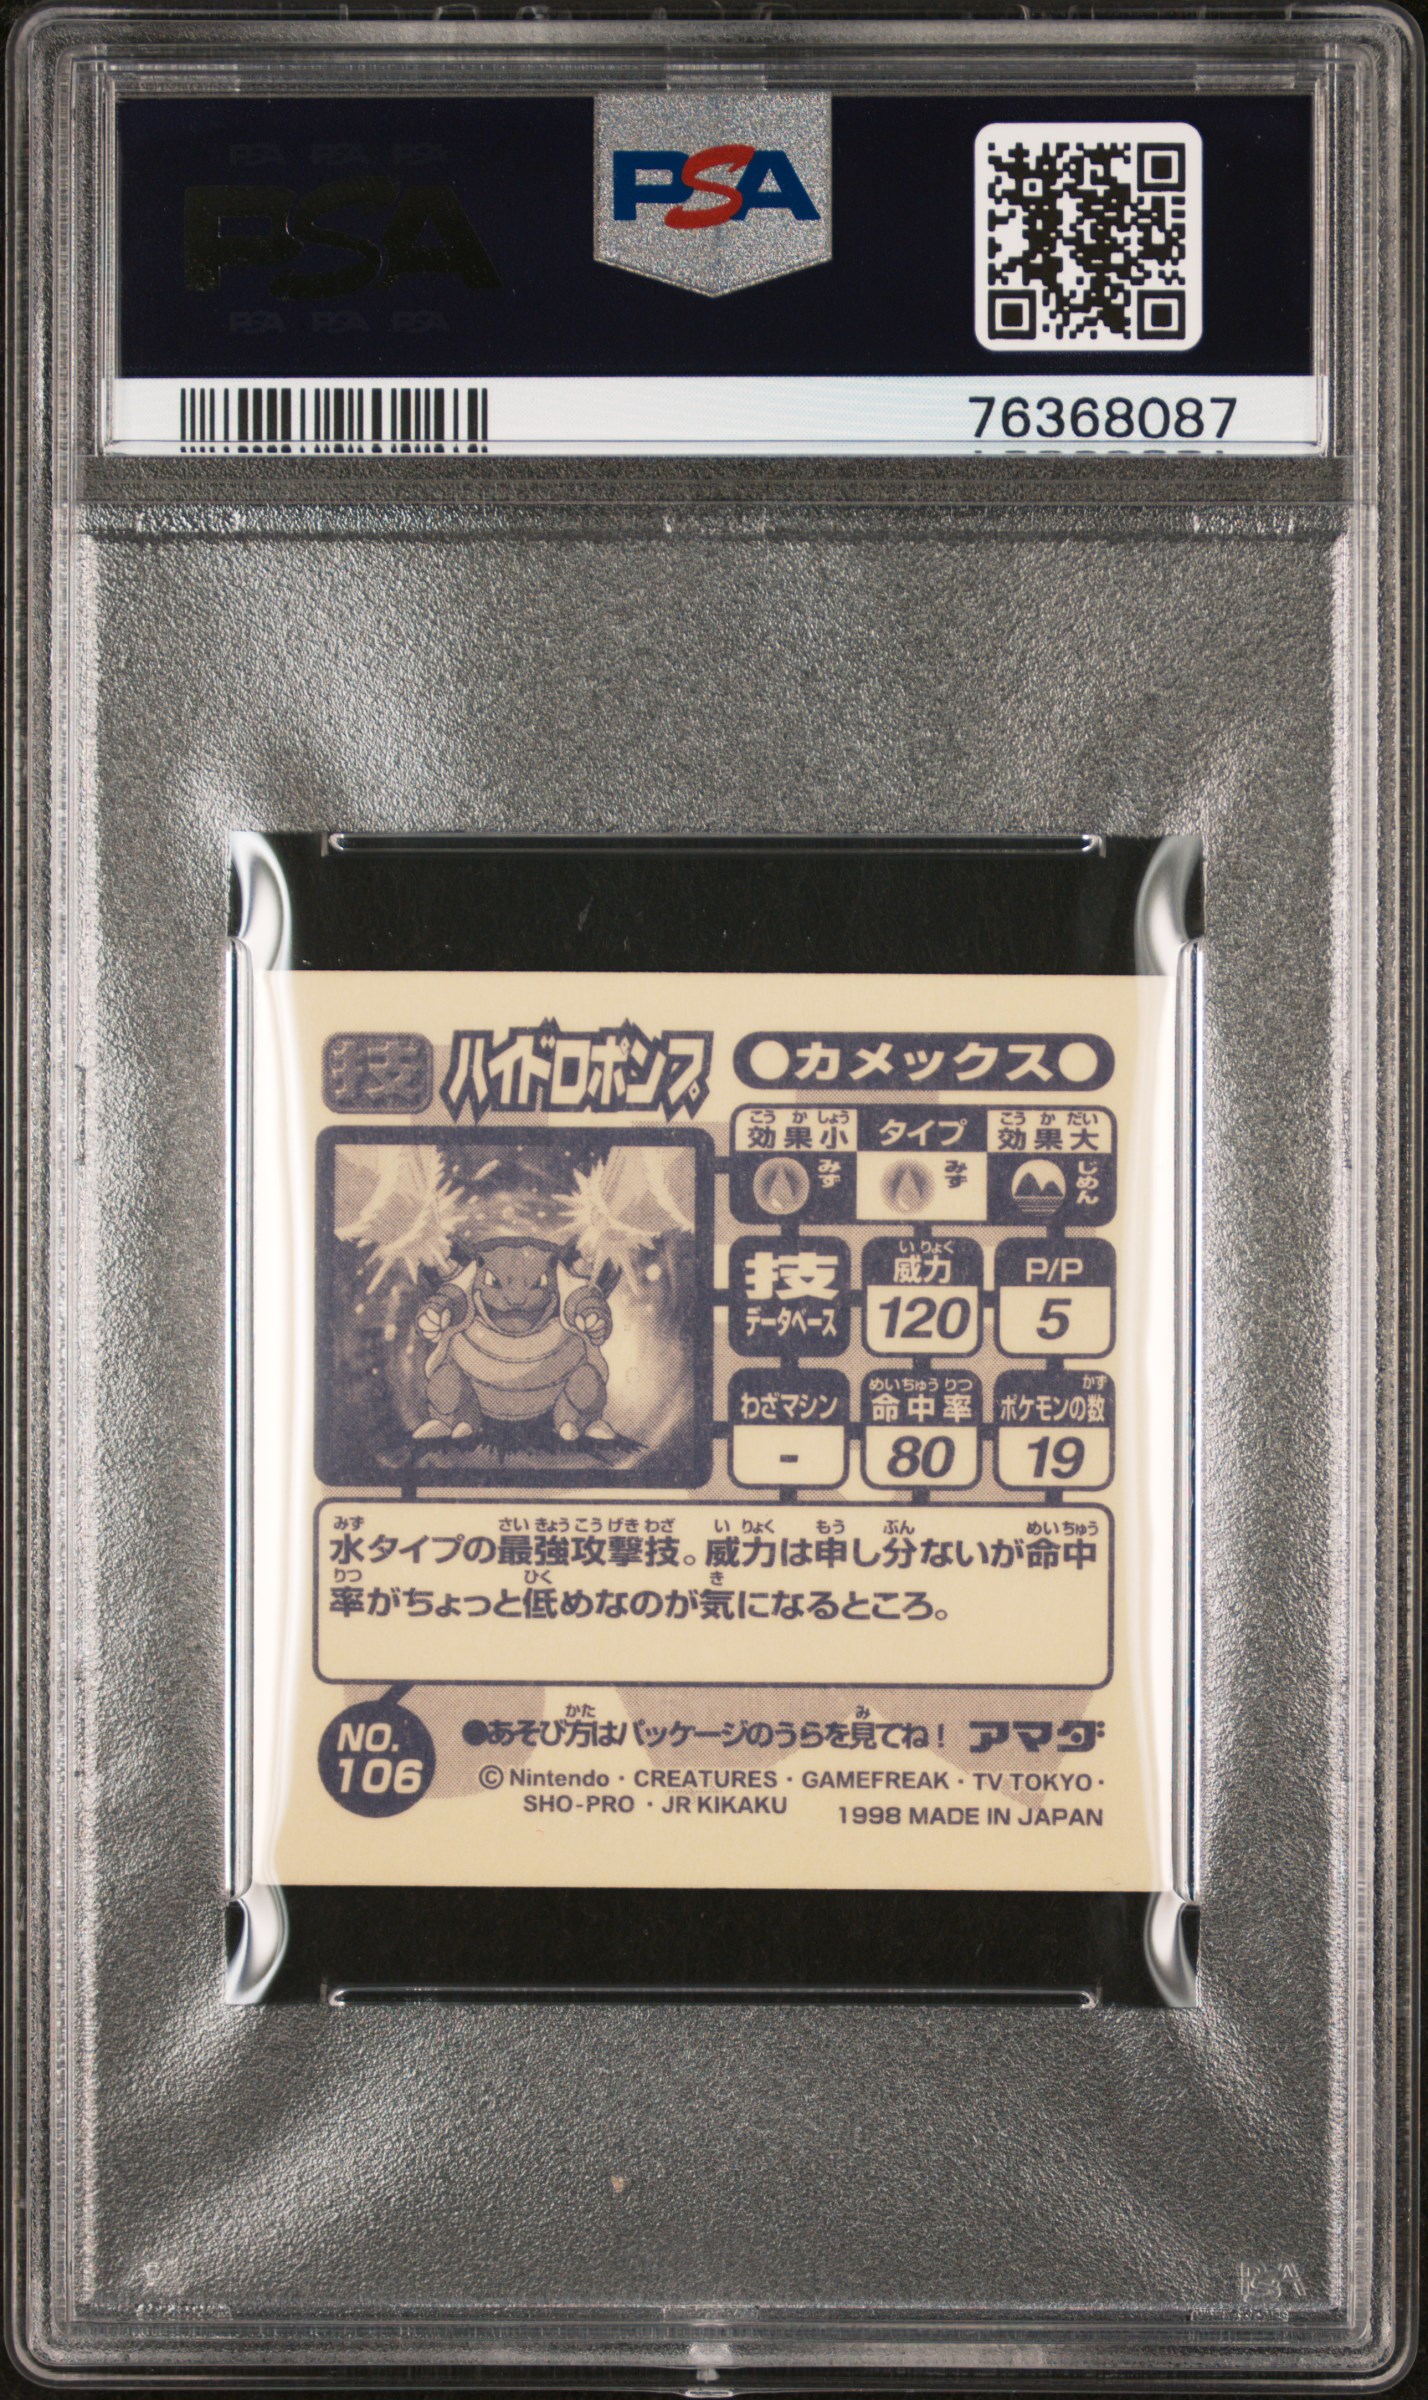 PSA PSA PSA
PSA
PSA PSA PSA
PSA
76368087
技 ハイドロポンプ
●カメックス●
こうかしょう
効果小
タイプ
こうかだい
効果大
みず
みず
じめん
技
データベース
いりょく
威力
120
P/P
5
わざマシン
-
めいちゅうりつ
命中率
80
かず
ポケモンの数
19
みず さいきょうこうげきわざ いりょく もう ぶん めいちゅう
水タイプの最強攻撃技。威力は申し分ないが命中
りつ ひく き
率がちょっと低めなのが気になるところ。
NO.
106
かた み
●あそび方はパッケージのうらを見てね! アマダ
©Nintendo・CREATURES・GAMEFREAK・TV TOKYO・
SHO-PRO・JR KIKAKU
1998 MADE IN JAPAN
PSA